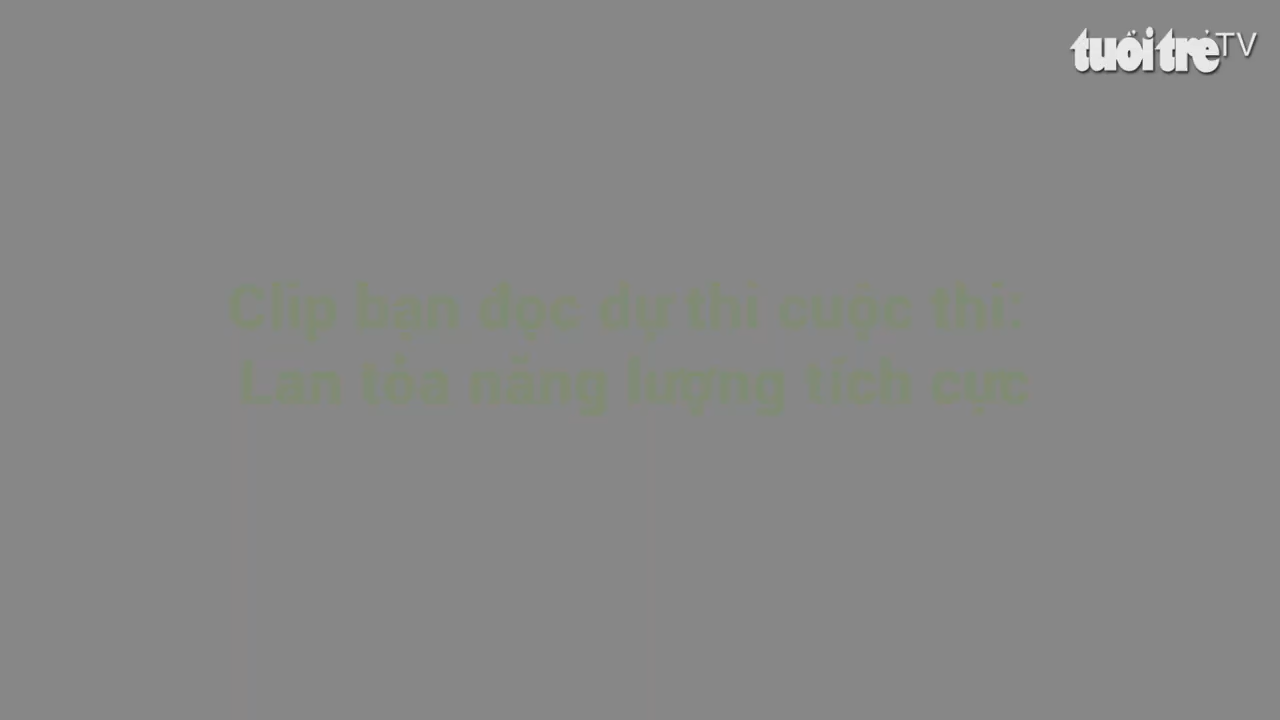 tuổi trẻ TV
Clip bạn đọc dự thi cuộc thi:
Lan tỏa năng lượng tích cực